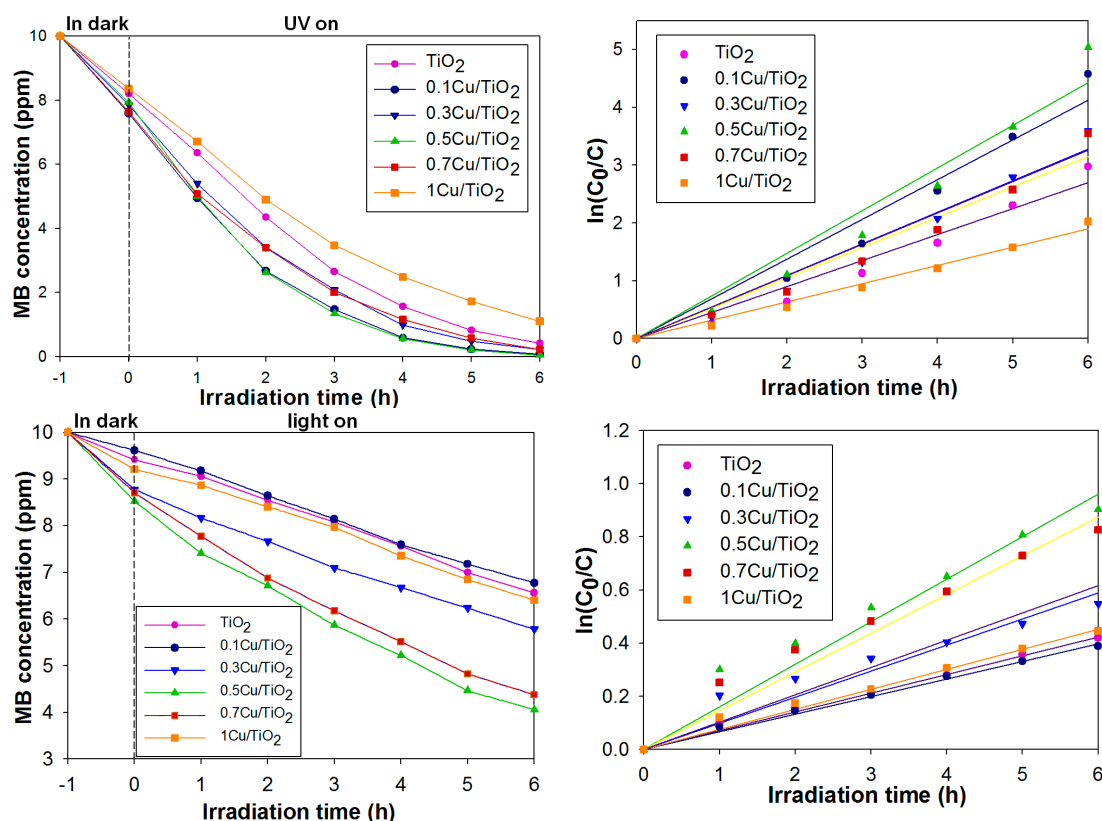 In dark UV on
MB concentration (ppm)
10
8
6
4
2
0
TiO2
0.1Cu/TiO2
0.3Cu/TiO2
0.5Cu/TiO2
0.7Cu/TiO2
1Cu/TiO2
-1 0 1 2 3 4 5 6
Irradiation time (h)
ln(C0/C)
5
4
3
2
1
0
TiO2
0.1Cu/TiO2
0.3Cu/TiO2
0.5Cu/TiO2
0.7Cu/TiO2
1Cu/TiO2
0 1 2 3 4 5 6
Irradiation time (h)
In dark light on
MB concentration (ppm)
10
9
8
7
6
5
4
3
TiO2
0.1Cu/TiO2
0.3Cu/TiO2
0.5Cu/TiO2
0.7Cu/TiO2
1Cu/TiO2
-1 0 1 2 3 4 5 6
Irradiation time (h)
ln(C0/C)
1.2
1.0
0.8
0.6
0.4
0.2
0.0
TiO2
0.1Cu/TiO2
0.3Cu/TiO2
0.5Cu/TiO2
0.7Cu/TiO2
1Cu/TiO2
0 1 2 3 4 5 6
Irradiation time (h)